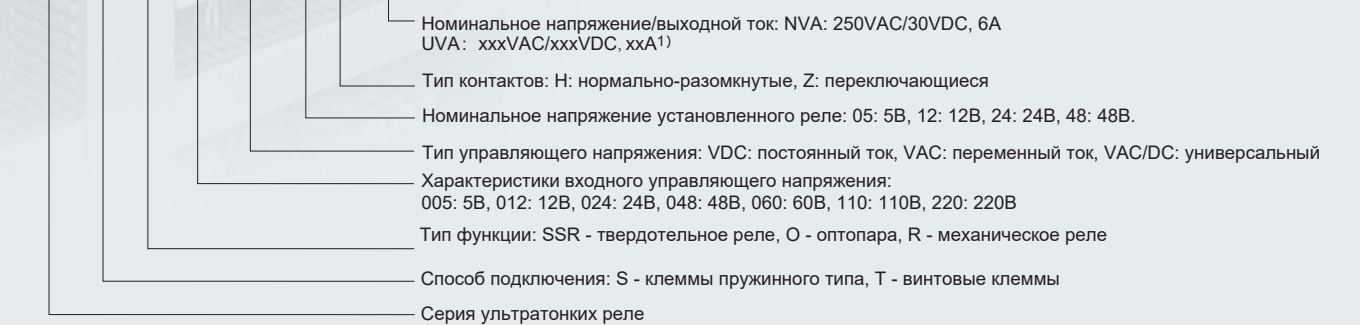 Номинальное напряжение/выходной ток: NVA: 250VAC/30VDC, 6A
UVA: xxxVAC/xxxVDC, xxA1)
Тип контактов: H: нормально-разомкнутые, Z: переключающиеся
Номинальное напряжение установленного реле: 05: 5В, 12: 12В, 24: 24В, 48: 48В.
Тип управляющего напряжения: VDC: постоянный ток, VAC: переменный ток, VAC/DC: универсальный
Характеристики входного управляющего напряжения:
005: 5В, 012: 12В, 024: 24В, 048: 48В, 060: 60В, 110: 110В, 220: 220В
Тип функции: SSR - твердотельное реле, O - оптопара, R - механическое реле
Способ подключения: S - клеммы пружинного типа, T - винтовые клеммы
Серия ультратонких реле